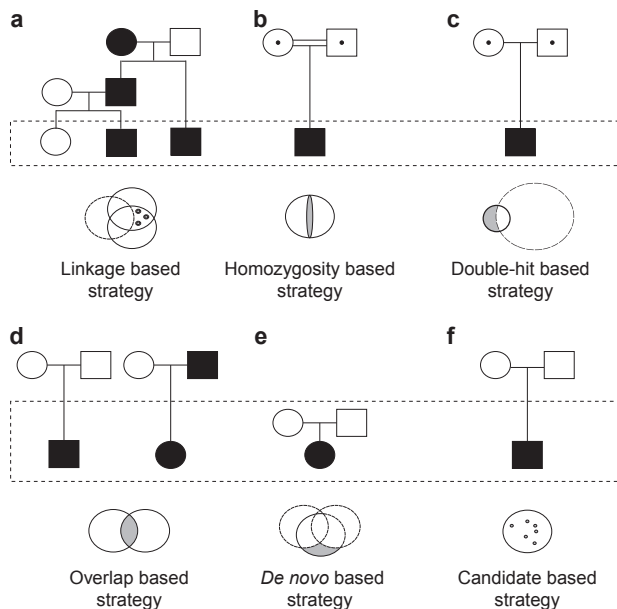 a
b
c
Linkage based
strategy
Homozygosity based
strategy
Double-hit based
strategy
d
e
f
Overlap based
strategy
De novo based
strategy
Candidate based
strategy